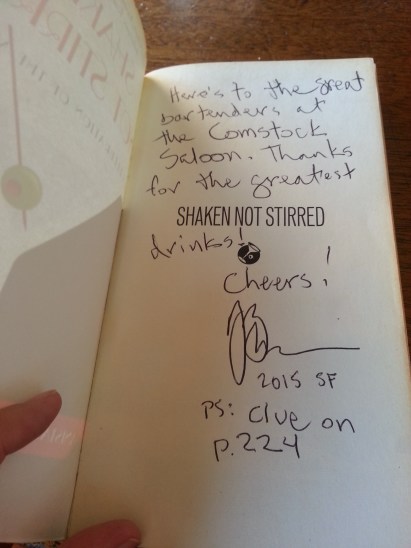 Here's to the great
bartenders at
the Comstock
Saloon. Thanks
for the greatest
SHAKEN NOT STIRRED
drinks!
Cheers!
2015 SF
PS: Clue on
p.224